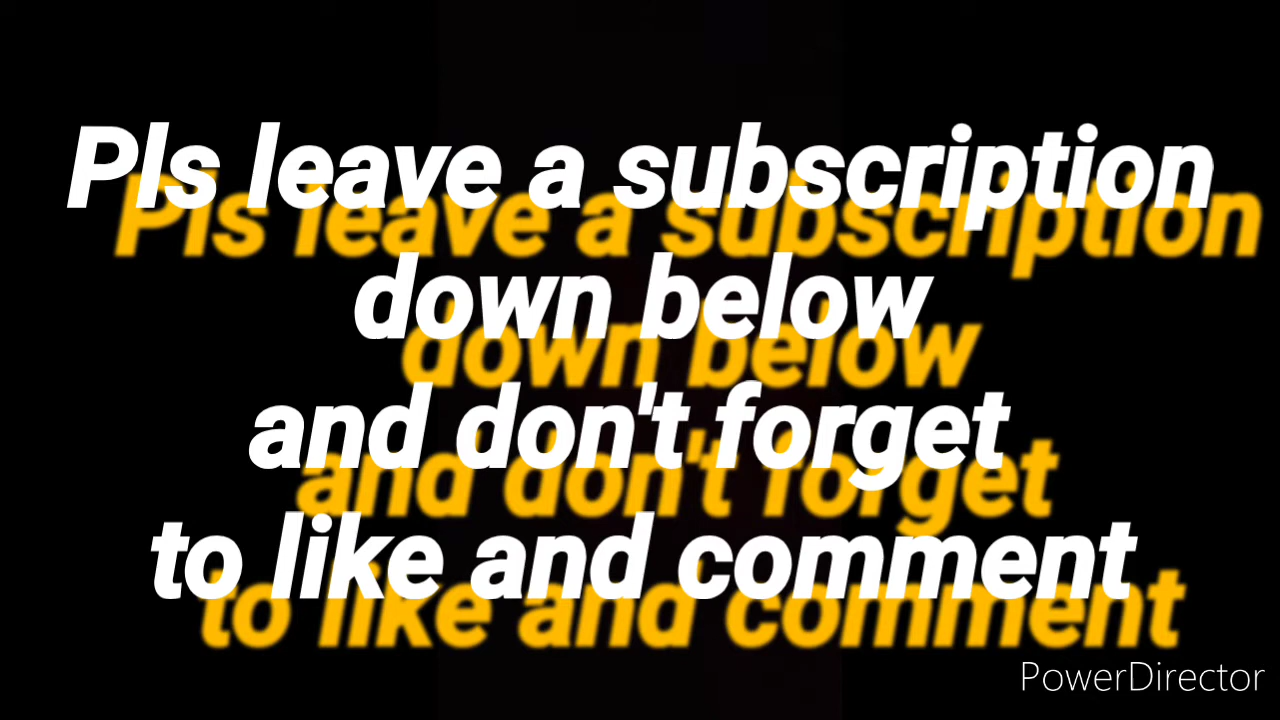 Pls leave a subscription
down below
and don't forget
to like and comment
PowerDirector